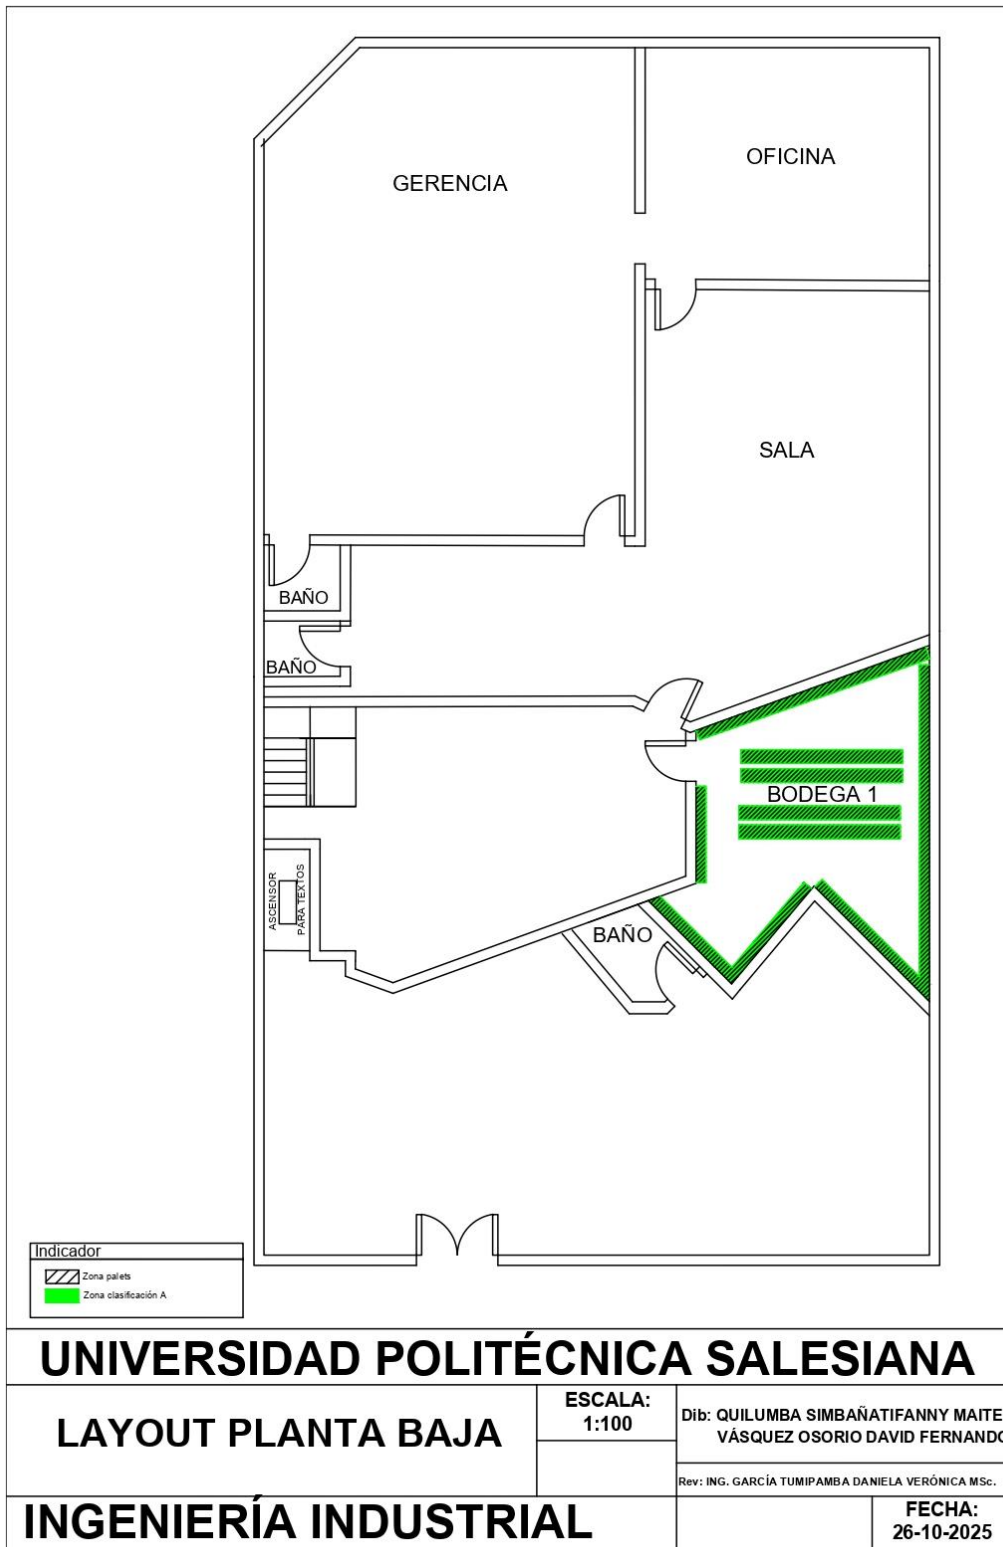 OFICINA
GERENCIA
SALA
BAÑO
BAÑO
BODEGA 1
ASCENSOR
PARA TEXTOS
BAÑO
Indicador
Zona palets
Zona clasificación A
UNIVERSIDAD POLITÉCNICA SALESIANA
LAYOUT PLANTA BAJA
ESCALA:
1:100
Dib: QUILUMBA SIMBAÑATIFANNY MAITE
VÁSQUEZ OSORIO DAVID FERNANDO
Rev: ING. GARCÍA TUMIPAMBA DANIELA VERÓNICA MSc.
INGENIERÍA INDUSTRIAL
FECHA:
26-10-2025